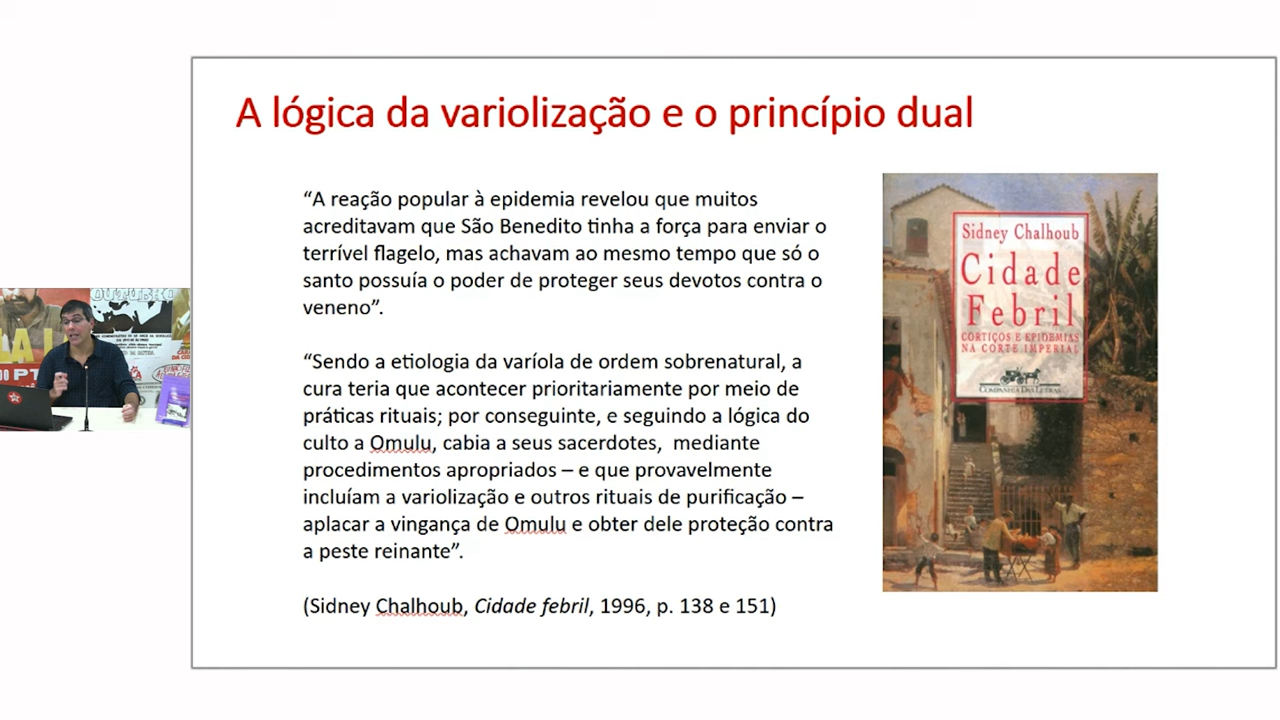 A lógica da variolização e o princípio dual
“A reação popular à epidemia revelou que muitos
acreditavam que São Benedito tinha a força para enviar o
terrível flagelo, mas achavam ao mesmo tempo que só o
santo possuía o poder de proteger seus devotos contra o
veneno”.
“Sendo a etiologia da varíola de ordem sobrenatural, a
cura teria que acontecer prioritariamente por meio de
práticas rituais; por conseguinte, e seguindo a lógica do
culto a Omulu, cabia a seus sacerdotes, mediante
procedimentos apropriados – e que provavelmente
incluíam a variolização e outros rituais de purificação –
aplacar a vingança de Omulu e obter dele proteção contra
a peste reinante”.
(Sidney Chalhoub, Cidade febril, 1996, p. 138 e 151)
Sidney Chalhoub
Cidade
Febril
CORTIÇOS E EPIDEMIAS
NA CORTE IMPERIAL
COMPANHIA DAS LETRAS
OUTUBRO